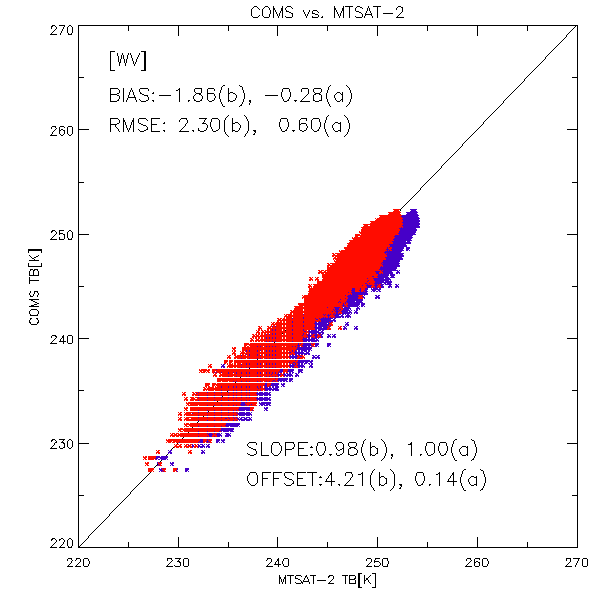 COMS vs. MTSAT-2
270
[WV]
BIAS:-1.86(b), -0.28(a)
RMSE: 2.30(b), 0.60(a)
260
250
COMS TB[K]
240
230
SLOPE:0.98(b), 1.00(a)
OFFSET:4.21(b), 0.14(a)
220
220 230 240 250 260 270
MTSAT-2 TB[K]